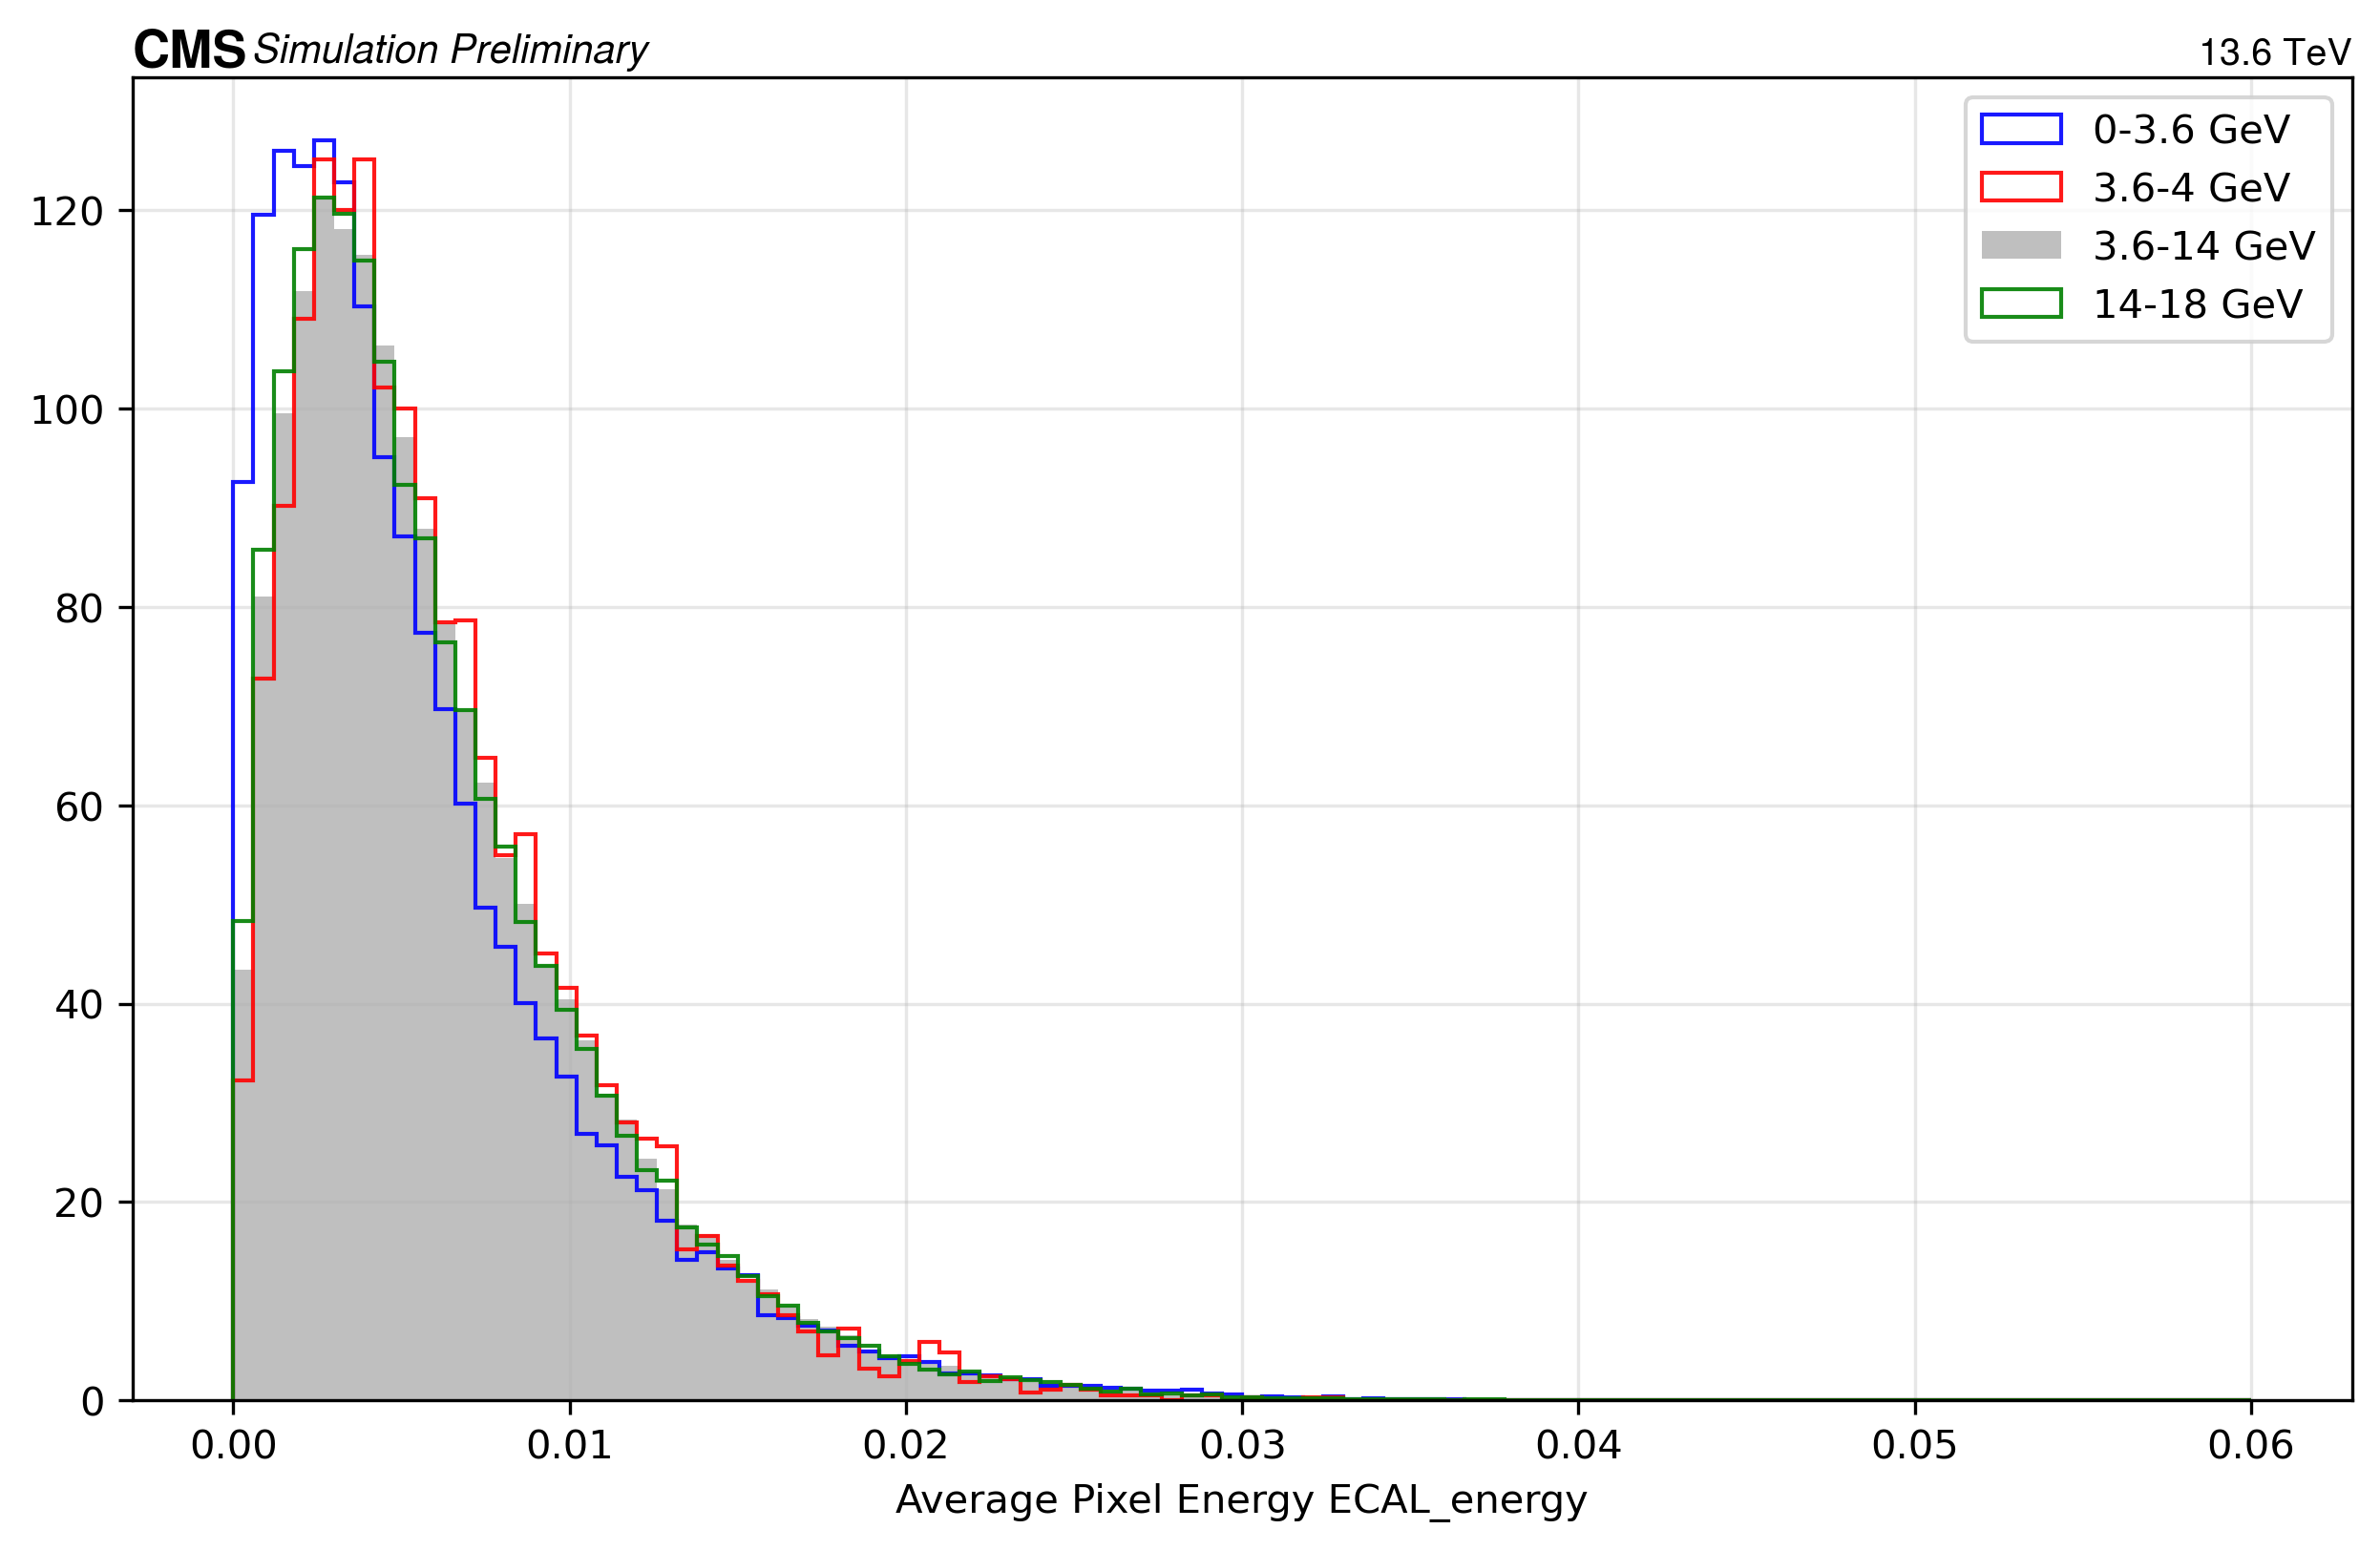 CMS Simulation Preliminary 13.6 TeV
0-3.6 GeV
3.6-4 GeV
3.6-14 GeV
14-18 GeV
120
100
80
60
40
20
0
0.00 0.01 0.02 0.03 0.04 0.05 0.06
Average Pixel Energy ECAL_energy